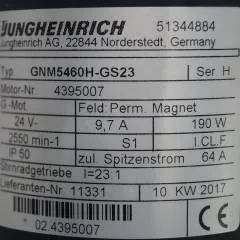 JUNGHEINRICH 51344884
Jungheinrich AG, 22844 Norderstedt, Germany
Typ GNM5460H-GS23 Ser. H
Motor-Nr. 4395007
G -Mot. Feld: Perm. Magnet
24 V- 9,7 A 190 W
2550 min-1 S1 I.CL.F
IP 50 zul. Spitzenstrom 64 A
Stirnradgetriebe I=23:1
Lieferanten-Nr. 11331 10. KW 2017
02.4395007 CE